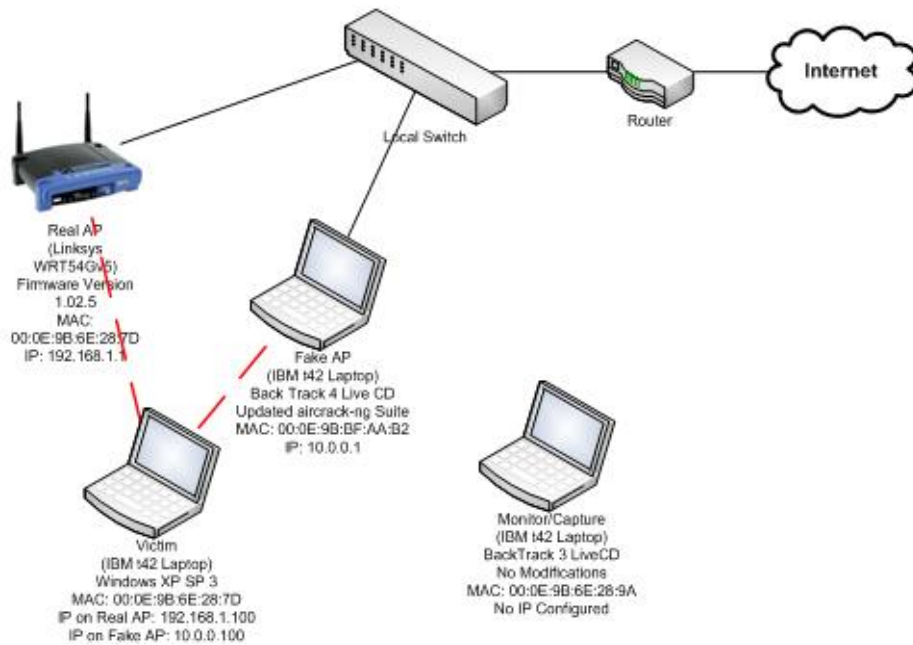 Internet
Router
Local Switch
Real AP
(Linksys
WRT54Gv5)
Firmware Version
1.02.5
MAC:
00:0E:9B:6E:28:7D
IP: 192.168.1.1
Fake AP
(IBM t42 Laptop)
Back Track 4 Live CD
Updated aircrack-ng Suite
MAC: 00:0E:9B:BF:AA:B2
IP: 10.0.0.1
Victim
(IBM t42 Laptop)
Windows XP SP 3
MAC: 00:0E:9B:6E:28:7D
IP on Real AP: 192.168.1.100
IP on Fake AP: 10.0.0.100
Monitor/Capture
(IBM t42 Laptop)
BackTrack 3 LiveCD
No Modifications
MAC: 00:0E:9B:6E:28:9A
No IP Configured